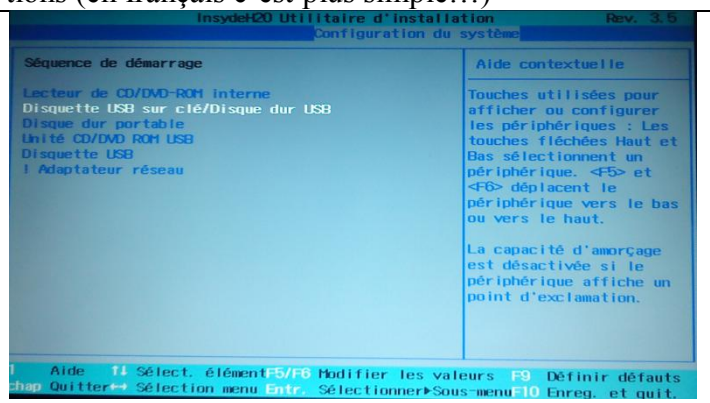 tions (en français c'est plus simple...)
InsydeH20 Utilitaire d'installation Rev. 3.5
Configuration du système
Séquence de démarrage
Lecteur de CD/DVD-ROM interne
Disquette USB sur clé/Disque dur USB
Disque dur portable
Unité CD/DVD ROM USB
Disquette USB
! Adaptateur réseau
Aide contextuelle
Touches utilisées pour
afficher ou configurer
les périphériques : Les
touches fléchées Haut et
Bas sélectionnent un
périphérique. <F5> et
<F6> déplacent le
périphérique vers le bas
ou vers le haut.
La capacité d'amorçage
est désactivée si le
périphérique affiche un
point d'exclamation.
1 Aide ↑↓ Sélect. élément F5/F6 Modifier les valeurs F9 Définir défauts
chap Quitter ↔ Sélection menu Entr. Sélectionner▶Sous-menu F10 Enreg. et quit.